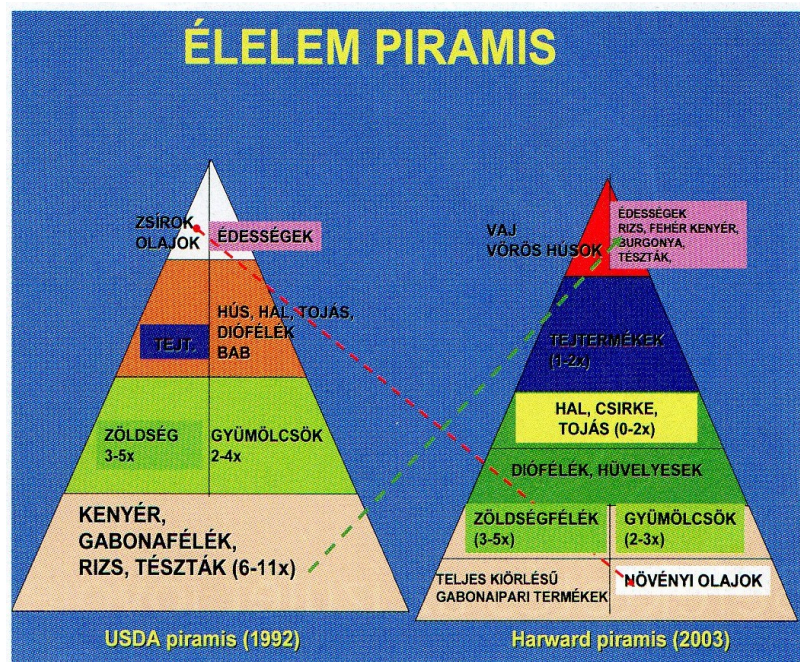 ÉLELEM PIRAMIS
ZSÍROK
OLAJOK
ÉDESSÉGEK
TEJT.
HÚS, HAL, TOJÁS,
DIÓFÉLÉK
BAB
ZÖLDSÉG
3-5x
GYÜMÖLCSÖK
2-4x
KENYÉR,
GABONAFÉLÉK,
RIZS, TÉSZTÁK (6-11x)
USDA piramis (1992)
VAJ
VÖRÖS HÚSOK
ÉDESSÉGEK
RIZS, FEHÉR KENYÉR,
BURGONYA,
TÉSZTÁK,
TEJTERMÉKEK
(1-2x)
HAL, CSIRKE,
TOJÁS (0-2x)
DIÓFÉLÉK, HÜVELYESEK
ZÖLDSÉGFÉLÉK
(3-5x)
GYÜMÖLCSÖK
(2-3x)
TELJES KIÖRLÉSŰ
GABONAIPARI TERMÉKEK
NÖVÉNYI OLAJOK
Harward piramis (2003)